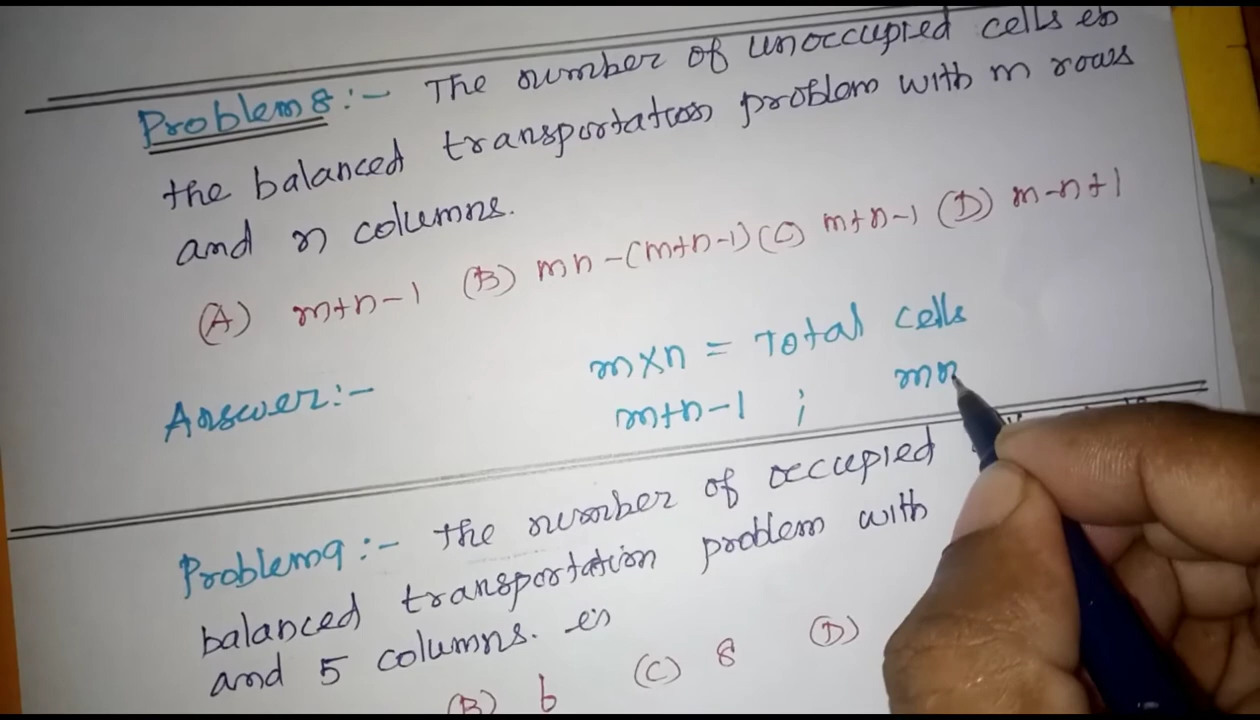 Problem 8:- The number of unoccupied cells in
the balanced transportation problem with m rows
and n columns.
(A) m+n-1 (B) mn-(m+n-1) (C) m+n-1 (D) m-n+1
Answer:- m×n = Total cells
m+n-1 ; mn
Problem 9:- The number of occupied
balanced transportation problem with
and 5 columns. in
(B) 6 (C) 8 (D)